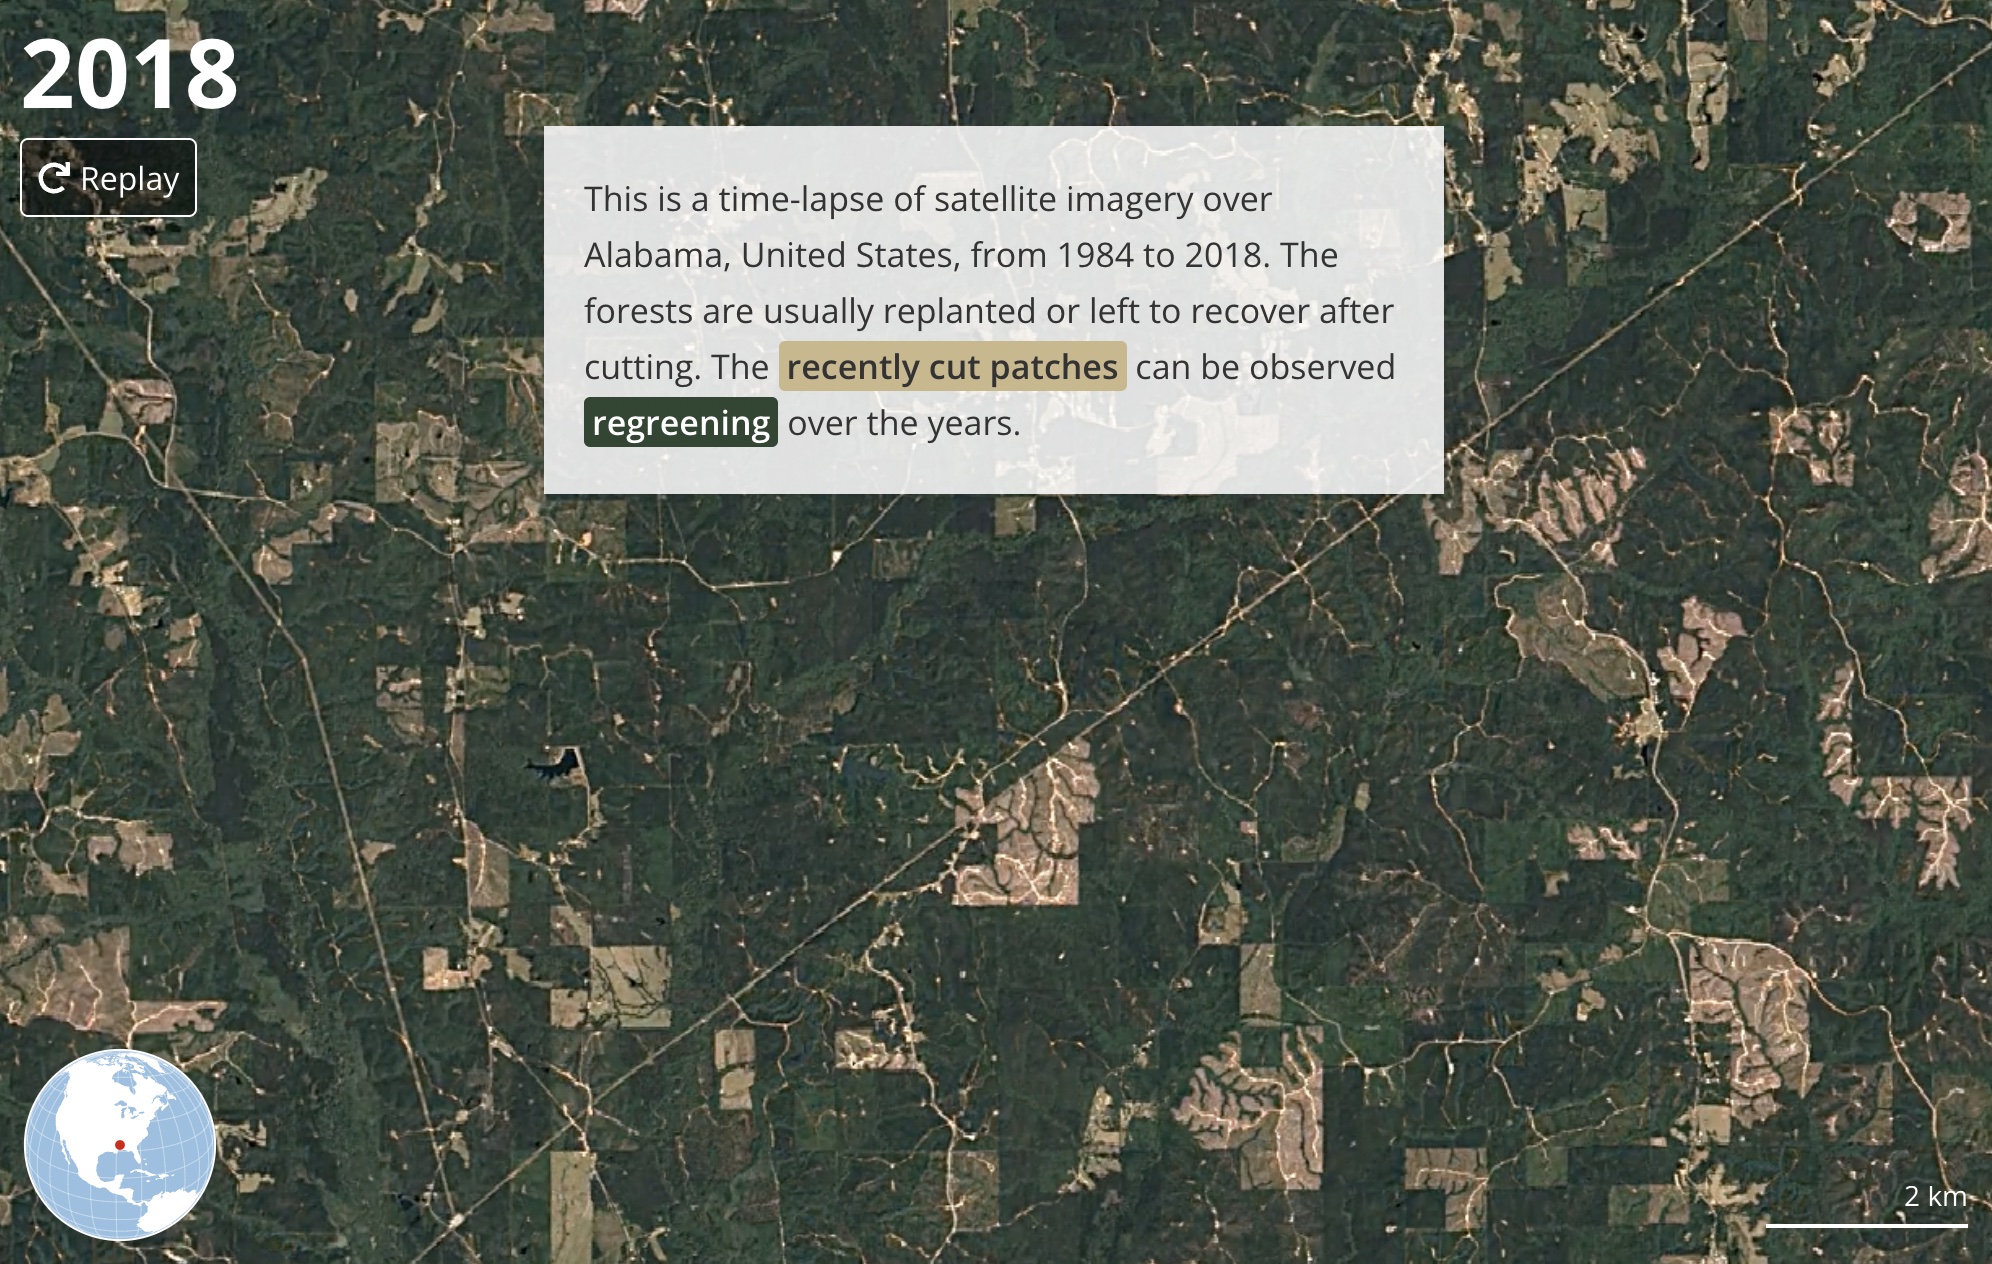 2018
Replay
This is a time-lapse of satellite imagery over
Alabama, United States, from 1984 to 2018. The
forests are usually replanted or left to recover after
cutting. The recently cut patches can be observed
regreening over the years.
2 km